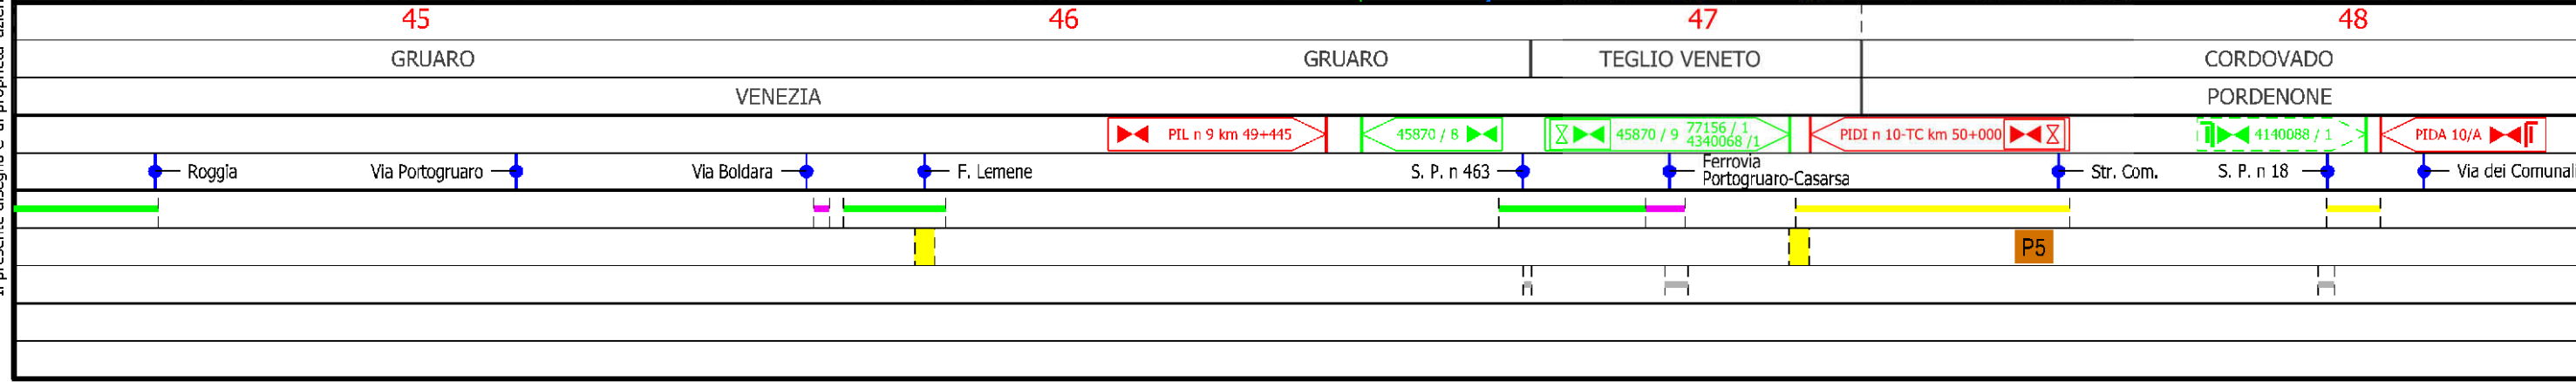 45 46 47 48
GRUARO GRUARO TEGLIO VENETO CORDOVADO
VENEZIA PORDENONE
PIL n 9 km 49+445 45870 / 8 45870 / 9 77156 / 1 PIDI n 10-TC km 50+000 4140088 / 1 PIDA 10/A
4340068 /1
Roggia Via Portogruaro Via Boldara F. Lemene S. P. n 463 Ferrovia Str. Com. S. P. n 18 Via dei Comunali
Portogruaro-Casarsa
P5